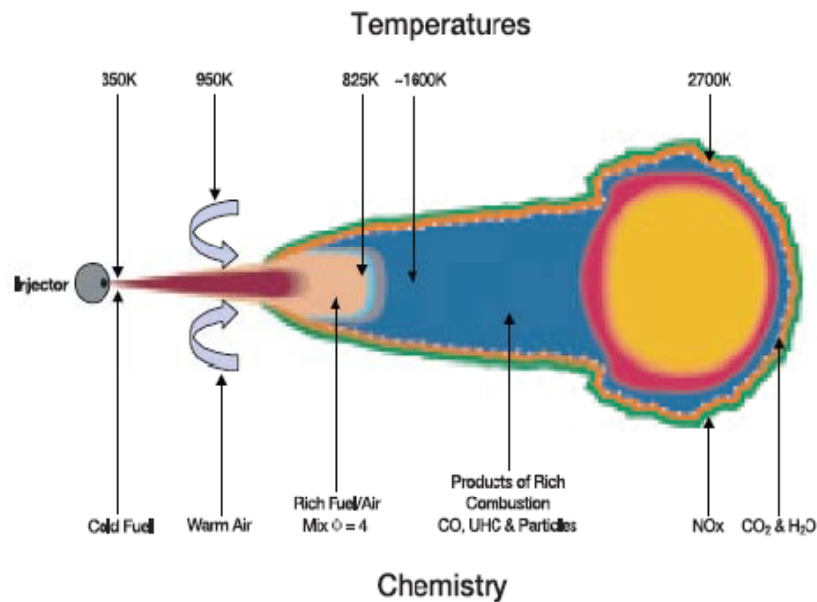 Temperatures
350K 950K 825K ~1600K 2700K
Injector
Cold Fuel
Warm Air
Rich Fuel/Air
Mix Φ = 4
Products of Rich
Combustion
CO, UHC & Particles
NOx
CO₂ & H₂O
Chemistry